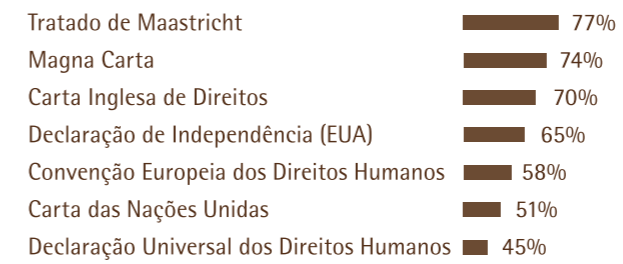 Tratado de Maastricht 77%
Magna Carta 74%
Carta Inglesa de Direitos 70%
Declaração de Independência (EUA) 65%
Convenção Europeia dos Direitos Humanos 58%
Carta das Nações Unidas 51%
Declaração Universal dos Direitos Humanos 45%